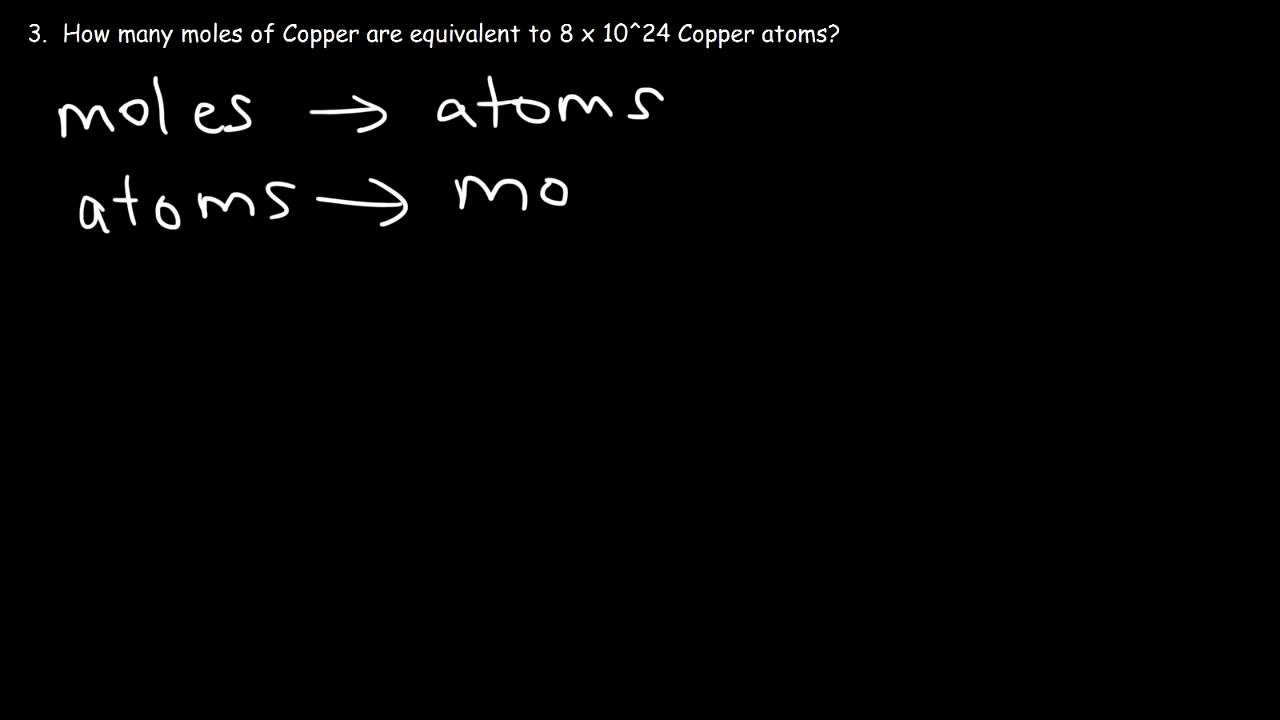 3. How many moles of Copper are equivalent to 8 x 10^24 Copper atoms?
moles → atoms
atoms → mo